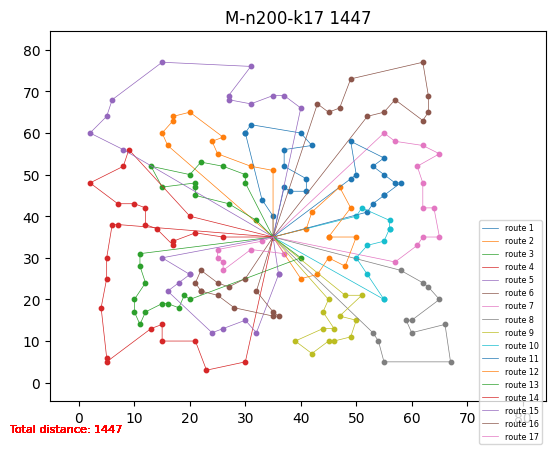 M-n200-k17 1447
80
70
60
50
40
30
20
10
0
0 10 20 30 40 50 60 70 80
route 1
route 2
route 3
route 4
route 5
route 6
route 7
route 8
route 9
route 10
route 11
route 12
route 13
route 14
route 15
route 16
route 17
Total distance: 1447